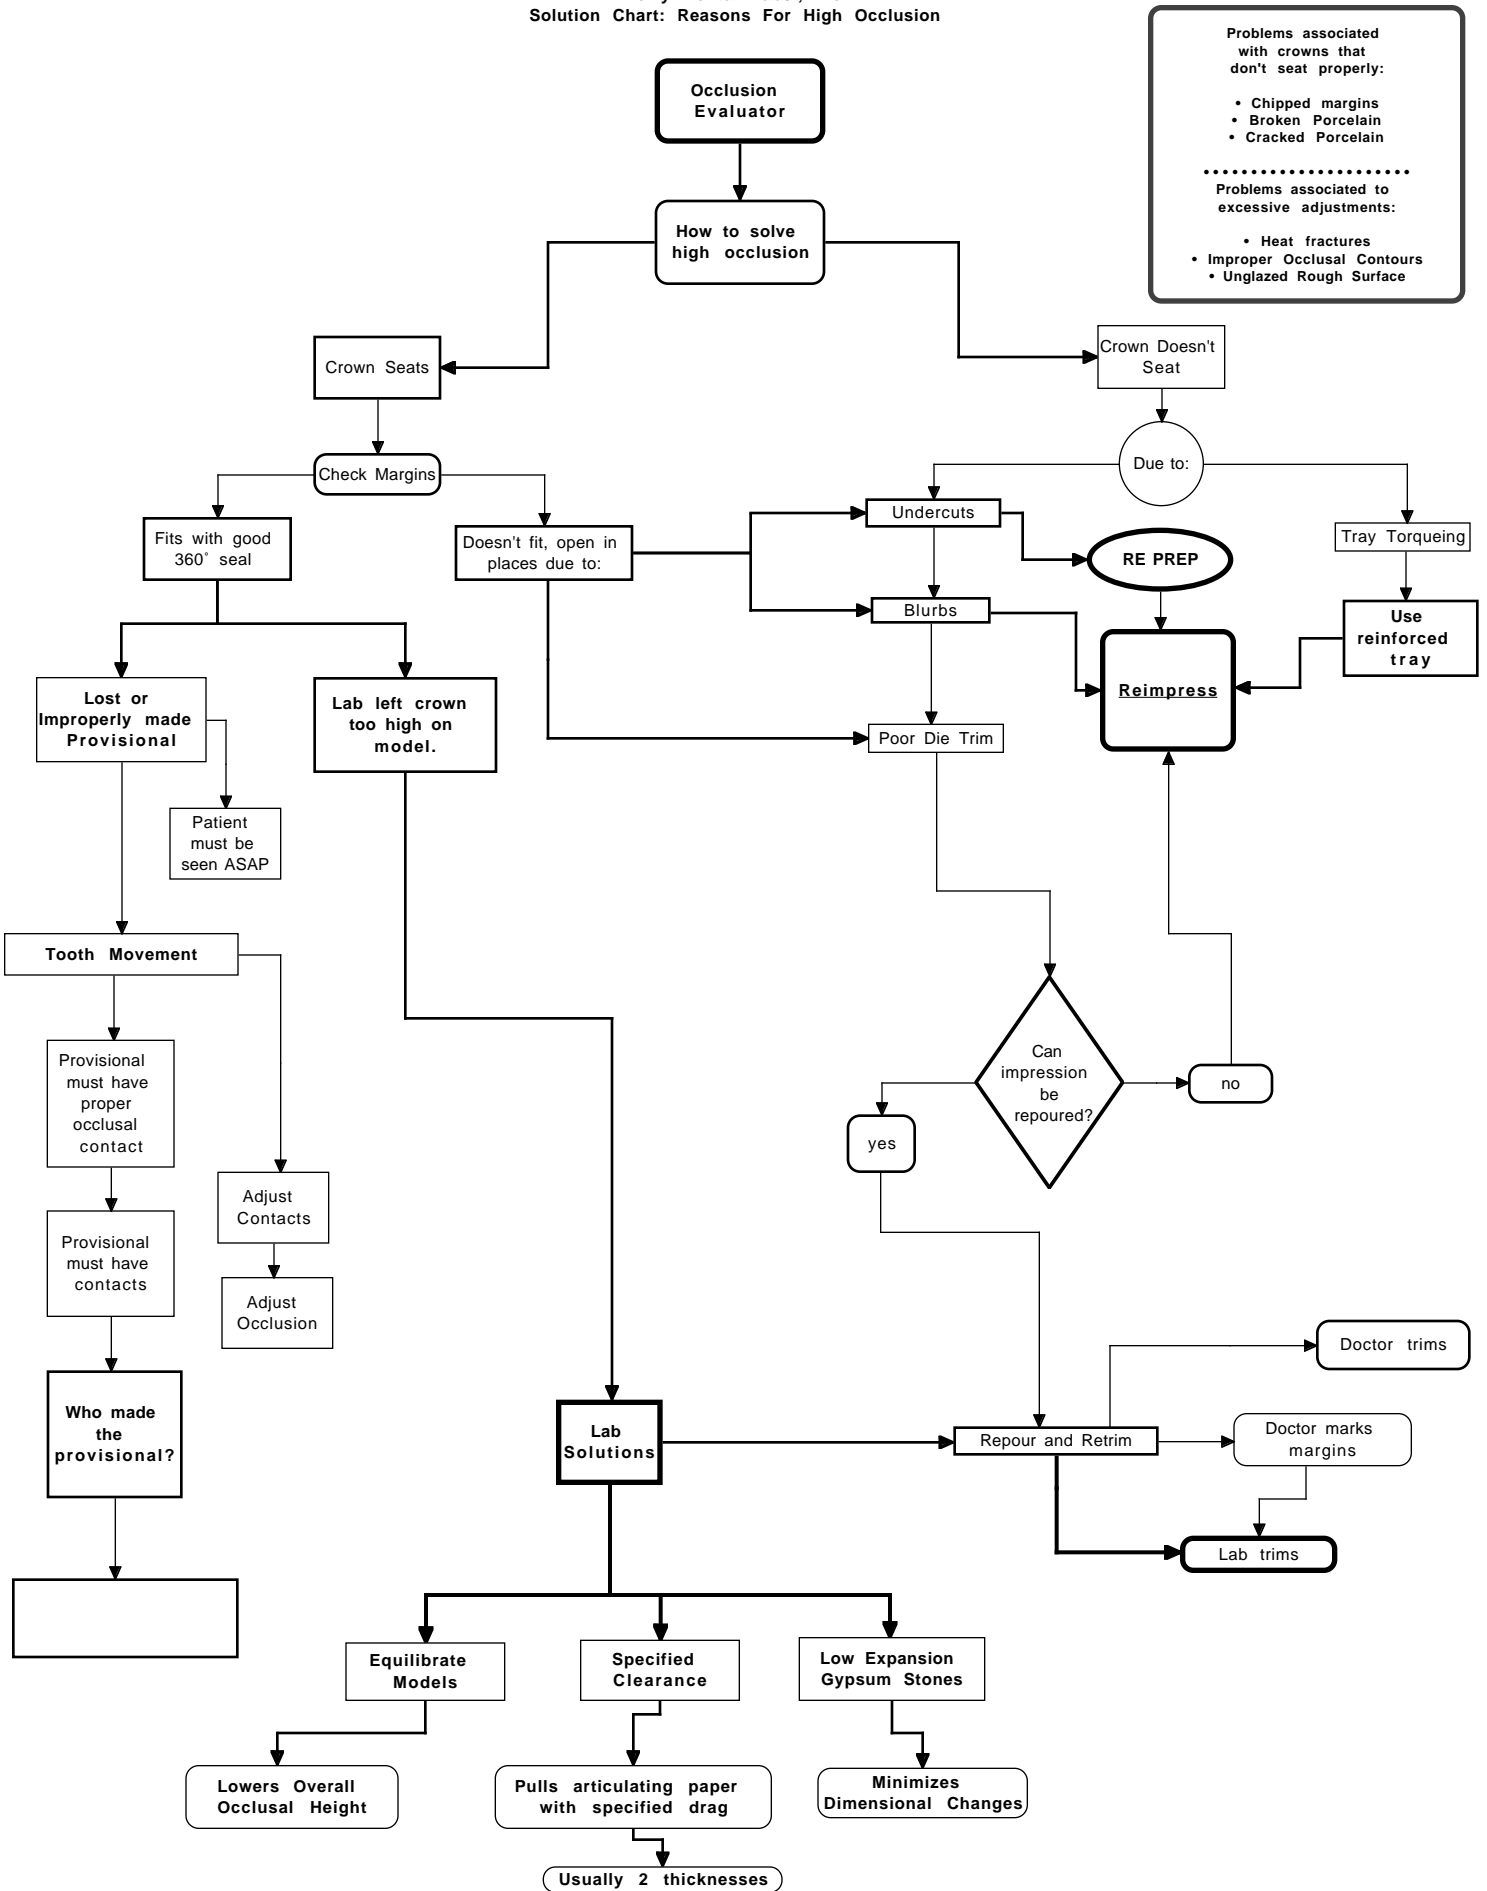 Solution Chart: Reasons For High Occlusion
Problems associated
with crowns that
don't seat properly:
• Chipped margins
• Broken Porcelain
• Cracked Porcelain
Problems associated to
excessive adjustments:
• Heat fractures
• Improper Occlusal Contours
• Unglazed Rough Surface
Occlusion
Evaluator
How to solve
high occlusion
Crown Seats
Crown Doesn't
Seat
Check Margins
Due to:
Fits with good
360° seal
Doesn't fit, open in
places due to:
Undercuts
RE PREP
Tray Torqueing
Blurbs
Use
reinforced
tray
Reimpress
Lost or
Improperly made
Provisional
Lab left crown
too high on
model.
Poor Die Trim
Patient
must be
seen ASAP
Tooth Movement
Provisional
must have
proper
occlusal
contact
Can
impression
be
repoured?
no
yes
Adjust
Contacts
Provisional
must have
contacts
Adjust
Occlusion
Who made
the
provisional?
Lab
Solutions
Repour and Retrim
Doctor trims
Doctor marks
margins
Lab trims
Equilibrate
Models
Specified
Clearance
Low Expansion
Gypsum Stones
Lowers Overall
Occlusal Height
Pulls articulating paper
with specified drag
Minimizes
Dimensional Changes
Usually 2 thicknesses